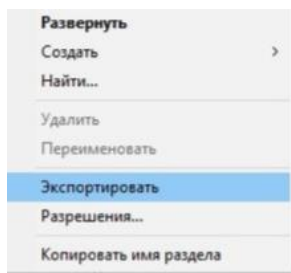 Развернуть
Создать
Найти...
Удалить
Переименовать
Экспортировать
Разрешения...
Копировать имя раздела